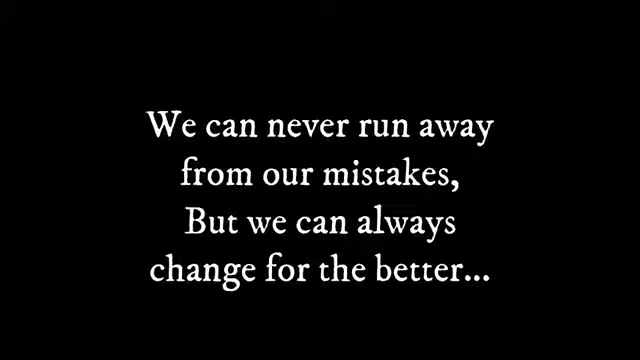 We can never run away
from our mistakes,
But we can always
change for the better...